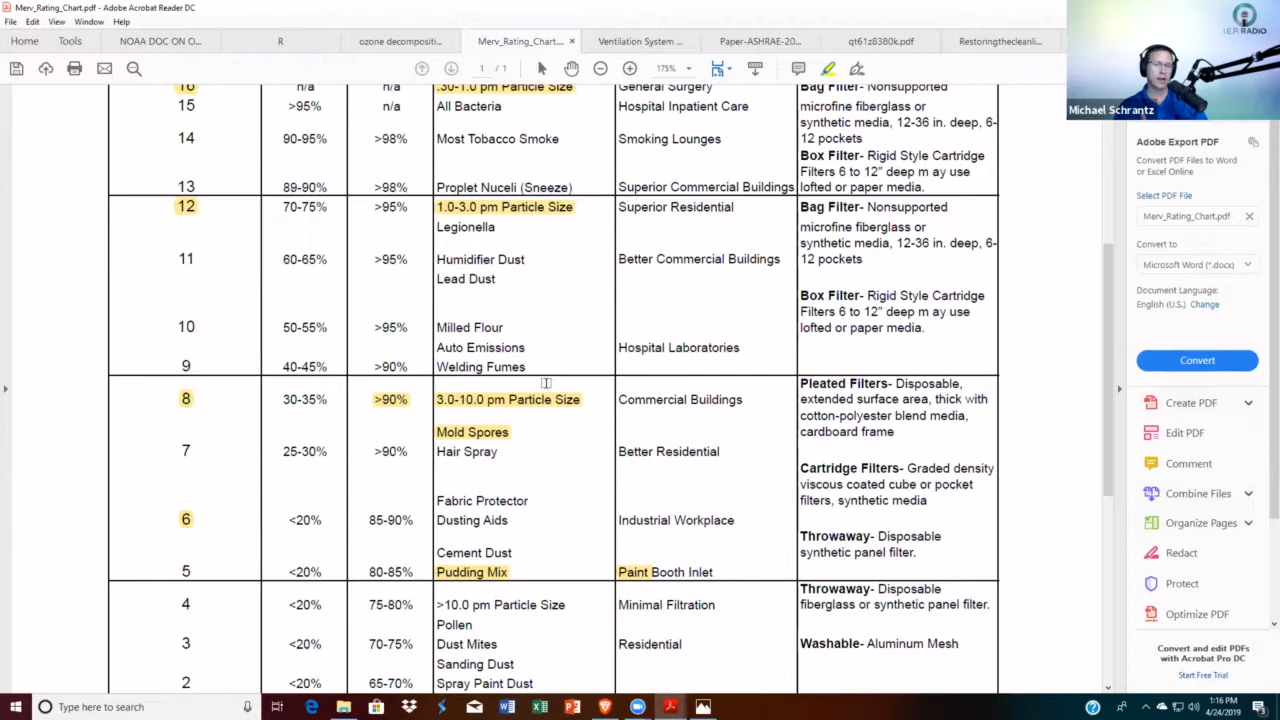 Merv_Rating_Chart.pdf - Adobe Acrobat Reader DC
File Edit View Window Help
Home Tools NOAA DOC ON O... R ozone decompositi... Merv_Rating_Chart.... × Ventilation System ... Paper-ASHRAE-20... qt61z8380k.pdf Restoringthecleanli...
1 / 1 175%
I.E.P. RADIO
Michael Schrantz
16 n/a n/a .30-1.0 pm Particle Size General Surgery Bag Filter- Nonsupported
15 >95% n/a All Bacteria Hospital Inpatient Care microfine fiberglass or
synthetic media, 12-36 in. deep, 6-
14 90-95% >98% Most Tobacco Smoke Smoking Lounges 12 pockets
Box Filter- Rigid Style Cartridge
Filters 6 to 12" deep m ay use
13 89-90% >98% Proplet Nuceli (Sneeze) Superior Commercial Buildings lofted or paper media.
12 70-75% >95% 1.0-3.0 pm Particle Size Superior Residential Bag Filter- Nonsupported
Legionella microfine fiberglass or
synthetic media, 12-36 in. deep, 6-
11 60-65% >95% Humidifier Dust Better Commercial Buildings 12 pockets
Lead Dust
Box Filter- Rigid Style Cartridge
Filters 6 to 12" deep m ay use
10 50-55% >95% Milled Flour lofted or paper media.
Auto Emissions Hospital Laboratories
9 40-45% >90% Welding Fumes
Pleated Filters- Disposable,
8 30-35% >90% 3.0-10.0 pm Particle Size Commercial Buildings extended surface area, thick with
cotton-polyester blend media,
Mold Spores cardboard frame
7 25-30% >90% Hair Spray Better Residential
Cartridge Filters- Graded density
viscous coated cube or pocket
Fabric Protector filters, synthetic media
6 <20% 85-90% Dusting Aids Industrial Workplace
Throwaway- Disposable
Cement Dust synthetic panel filter.
5 <20% 80-85% Pudding Mix Paint Booth Inlet
Throwaway- Disposable
4 <20% 75-80% >10.0 pm Particle Size Minimal Filtration fiberglass or synthetic panel filter.
Pollen
3 <20% 70-75% Dust Mites Residential Washable- Aluminum Mesh
Sanding Dust
2 <20% 65-70% Spray Paint Dust
Adobe Export PDF
Convert PDF Files to Word
or Excel Online
Select PDF File
Merv_Rating_Chart.pdf ×
Convert to
Microsoft Word (*.docx)
Document Language:
English (U.S.) Change
Convert
Create PDF
Edit PDF
Comment
Combine Files
Organize Pages
Redact
Protect
Optimize PDF
Convert and edit PDFs
with Acrobat Pro DC
Start Free Trial
Type here to search
1:16 PM
4/24/2019